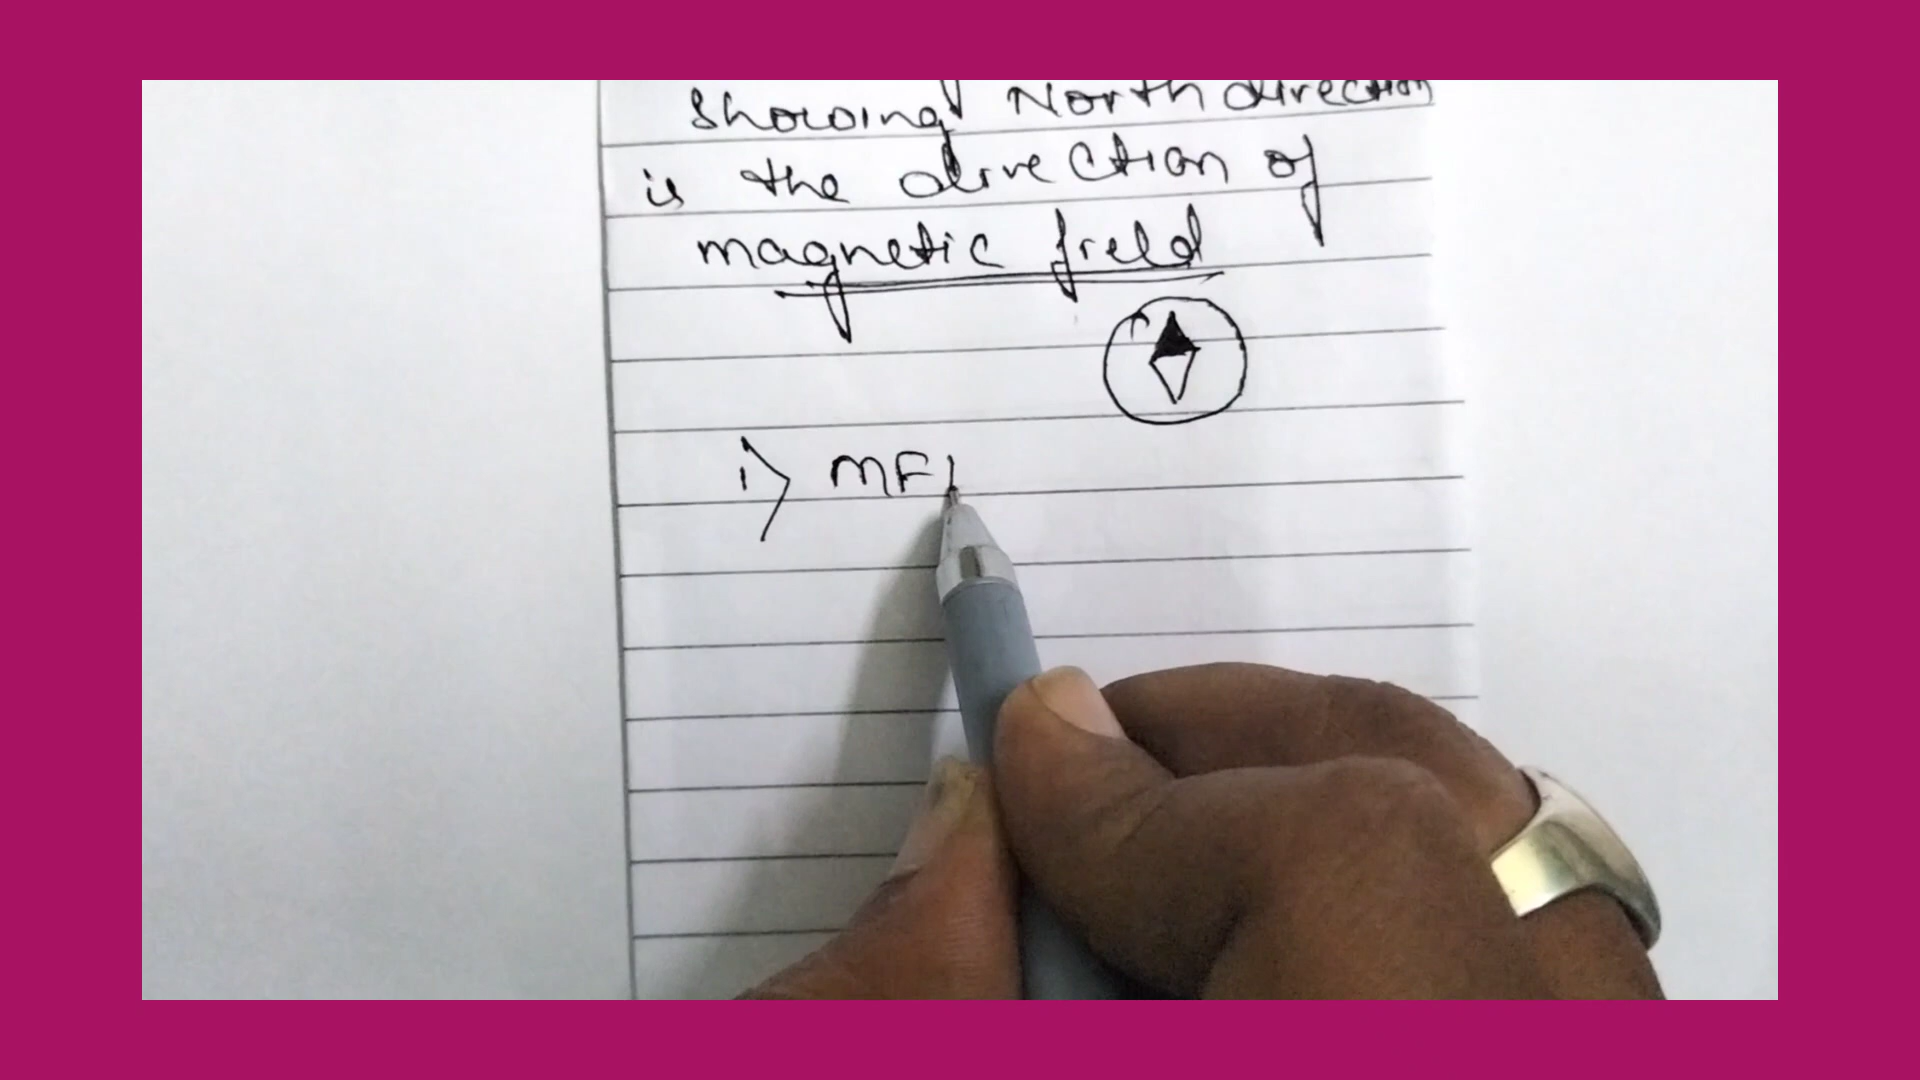 showing North direction
is the direction of
magnetic field
i) MFL